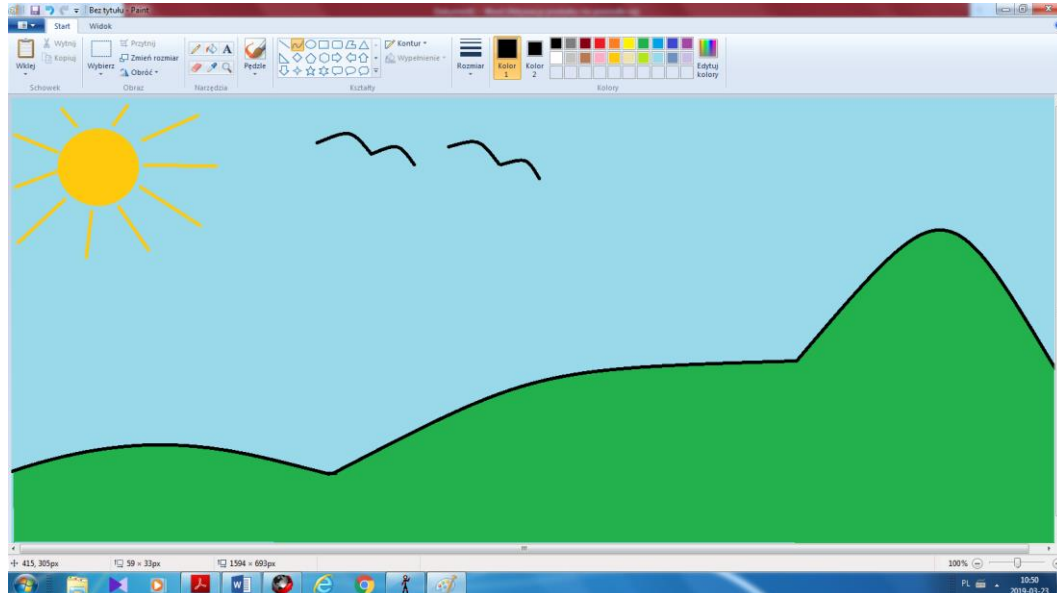 Bez tytułu - Paint
Start Widok
Wklej
Wytnij
Kopiuj
Schowek
Wybierz
Przytnij
Zmień rozmiar
Obróć
Obraz
A
Narzędzia
Pędzle
Kontur
Wypełnienie
Kształty
Rozmiar
Kolor 1
Kolor 2
Edytuj kolory
Kolory
415, 305px 59 × 33px 1594 × 693px 100%
PL 10:50
2019-03-23